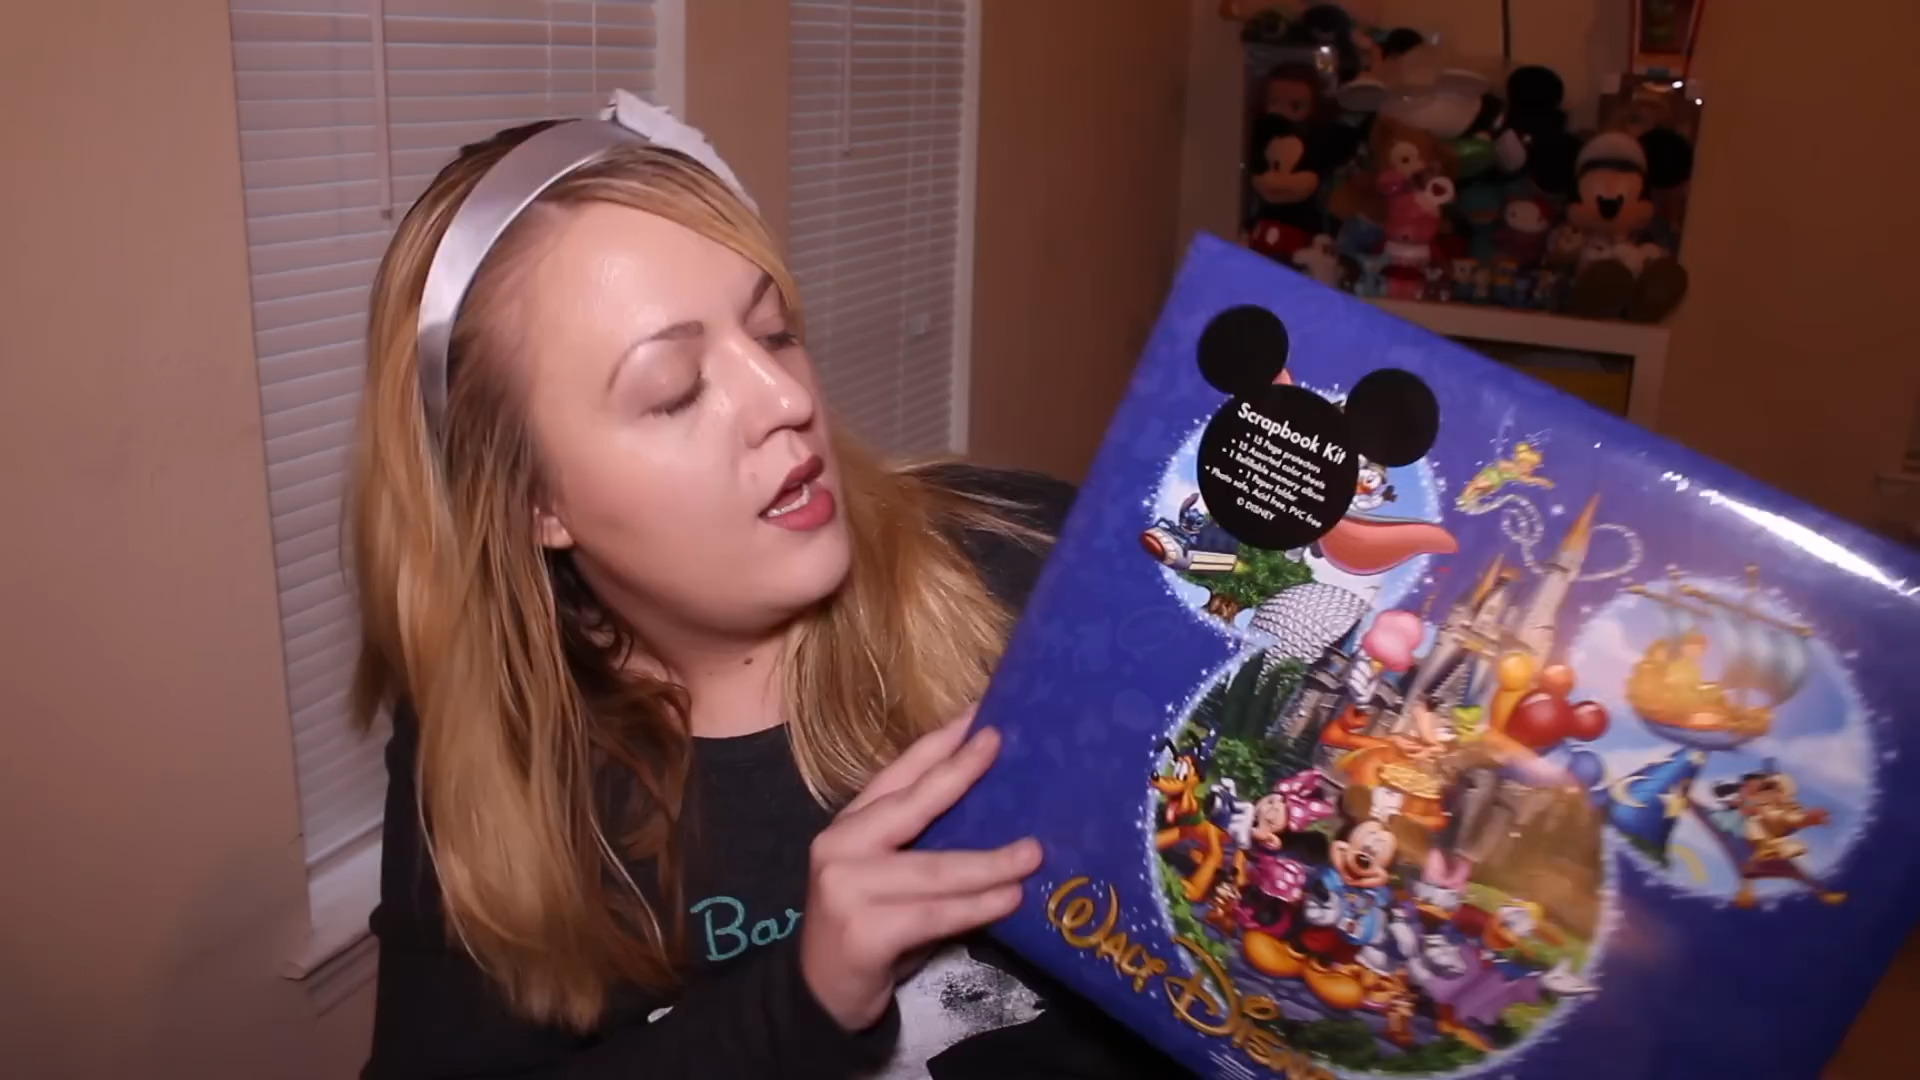 Scrapbook Kit
• 15 Page protectors
• 15 Assorted color sheets
• 1 Refillable memory album
• 1 Paper folder
• Photo safe, Acid free, PVC free
© DISNEY
WALT DISNEY
Bar